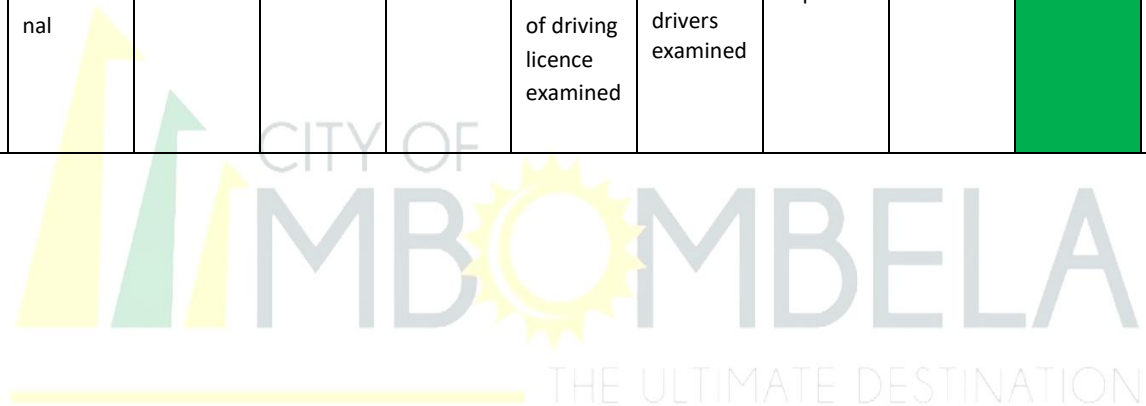 nal
of driving
licence
examined
drivers
examined
CITY OF
MBOMBELA
THE ULTIMATE DESTINATION